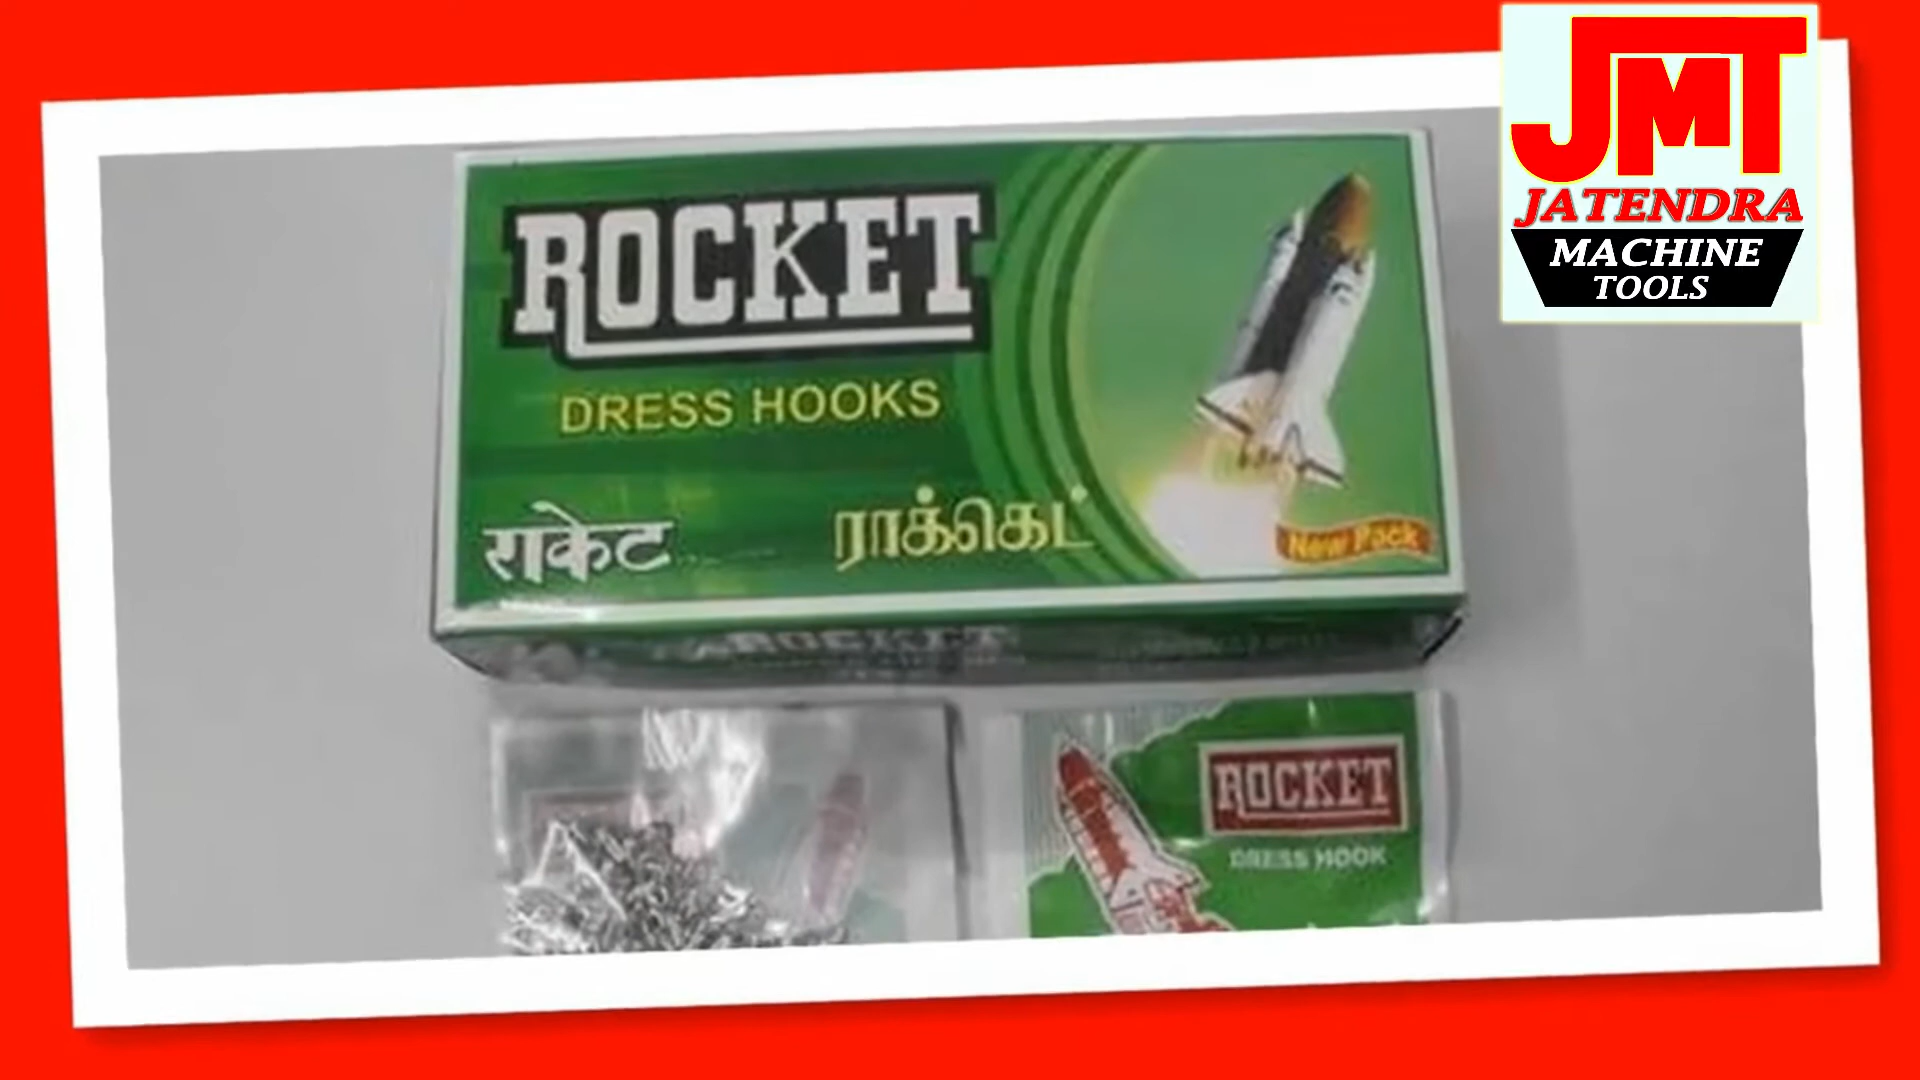 JMT
JATENDRA
MACHINE
TOOLS
ROCKET
DRESS HOOKS
राकेट
ராக்கெட்
New Pack
ROCKET
ROCKET
DRESS HOOK